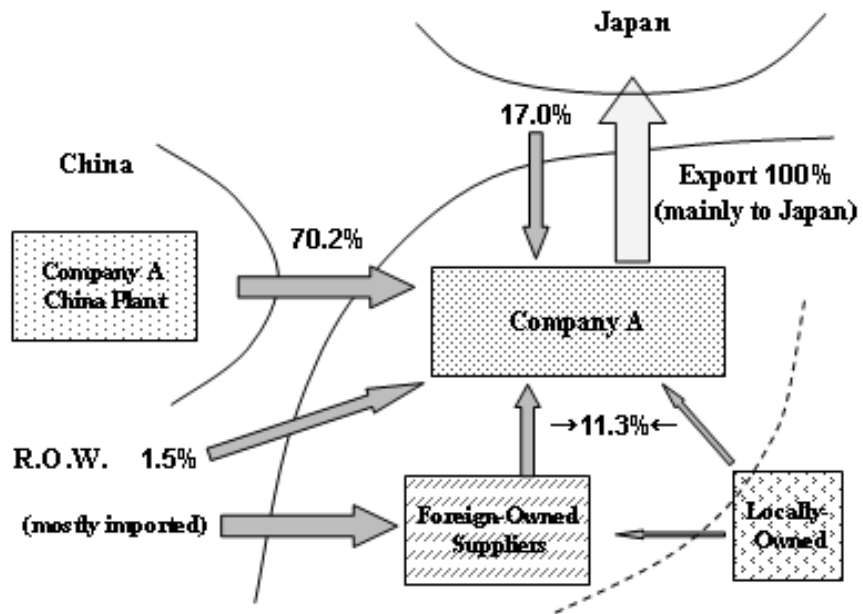 Japan
17.0%
China
Export 100%
(mainly to Japan)
70.2%
Company A
China Plant
Company A
→11.3%←
R.O.W. 1.5%
(mostly imported)
Foreign-Owned
Suppliers
Locally-
Owned